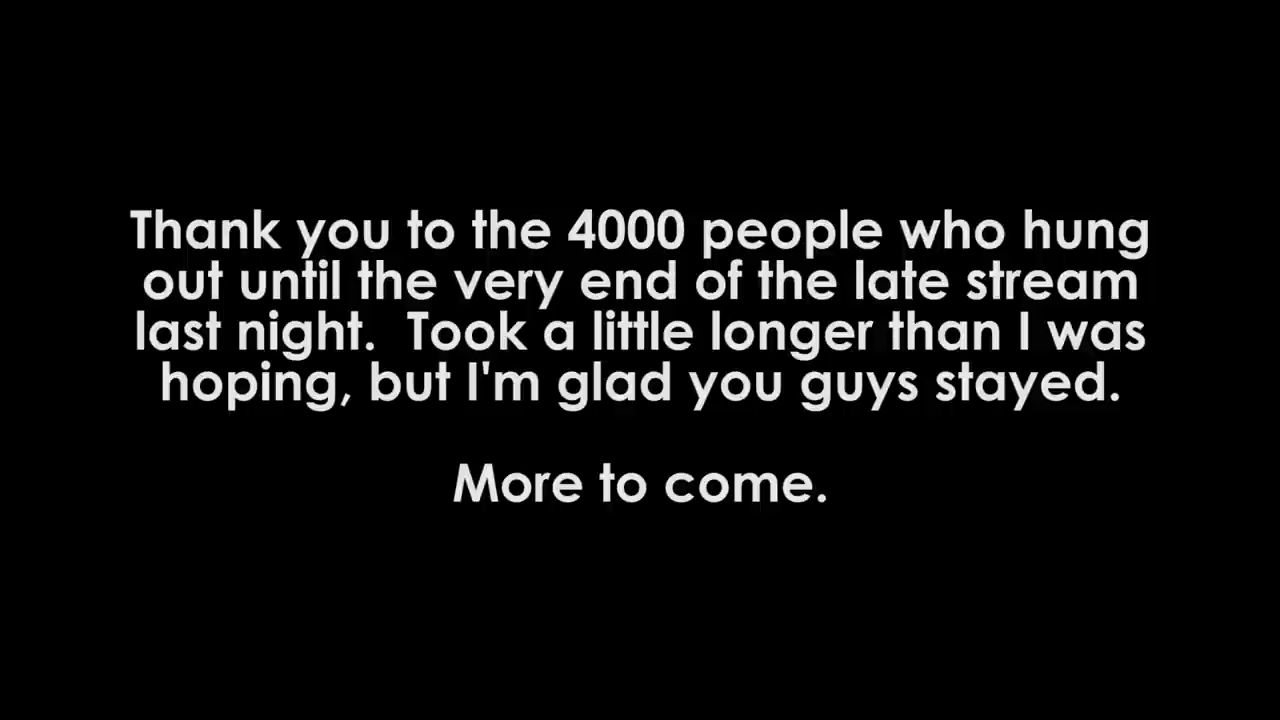 Thank you to the 4000 people who hung
out until the very end of the late stream
last night.  Took a little longer than I was
hoping, but I'm glad you guys stayed.
More to come.